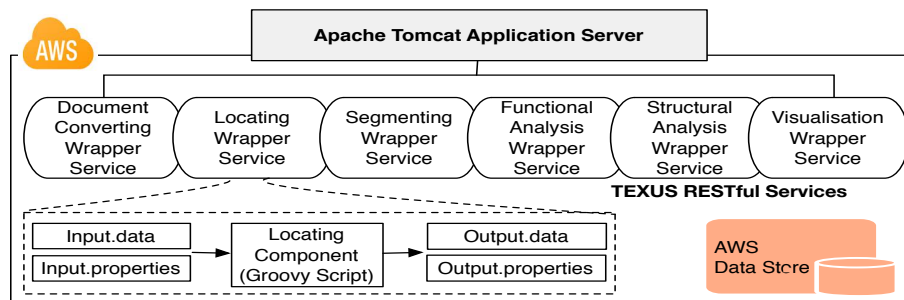 AWS
Apache Tomcat Application Server
Document
Converting
Wrapper
Service
Locating
Wrapper
Service
Segmenting
Wrapper
Service
Functional
Analysis
Wrapper
Service
Structural
Analysis
Wrapper
Service
Visualisation
Wrapper
Service
TEXUS RESTful Services
Input.data
Input.properties
Locating
Component
(Groovy Script)
Output.data
Output.properties
AWS
Data Store